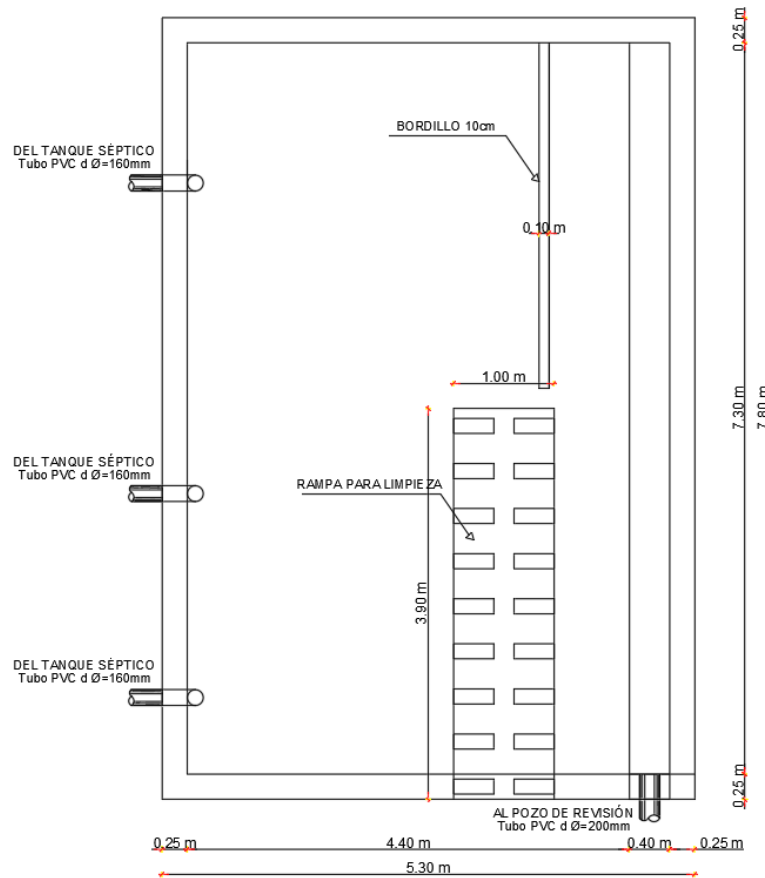 0.25 m
BORDILLO 10cm
DEL TANQUE SÉPTICO
Tubo PVC d Ø=160mm
0.10 m
1.00 m
7.30 m
7.80 m
DEL TANQUE SÉPTICO
Tubo PVC d Ø=160mm
RAMPA PARA LIMPIEZA
3.90 m
DEL TANQUE SÉPTICO
Tubo PVC d Ø=160mm
0.25 m
AL POZO DE REVISIÓN
Tubo PVC d Ø=200mm
0.25 m
4.40 m
0.40 m
0.25 m
5.30 m